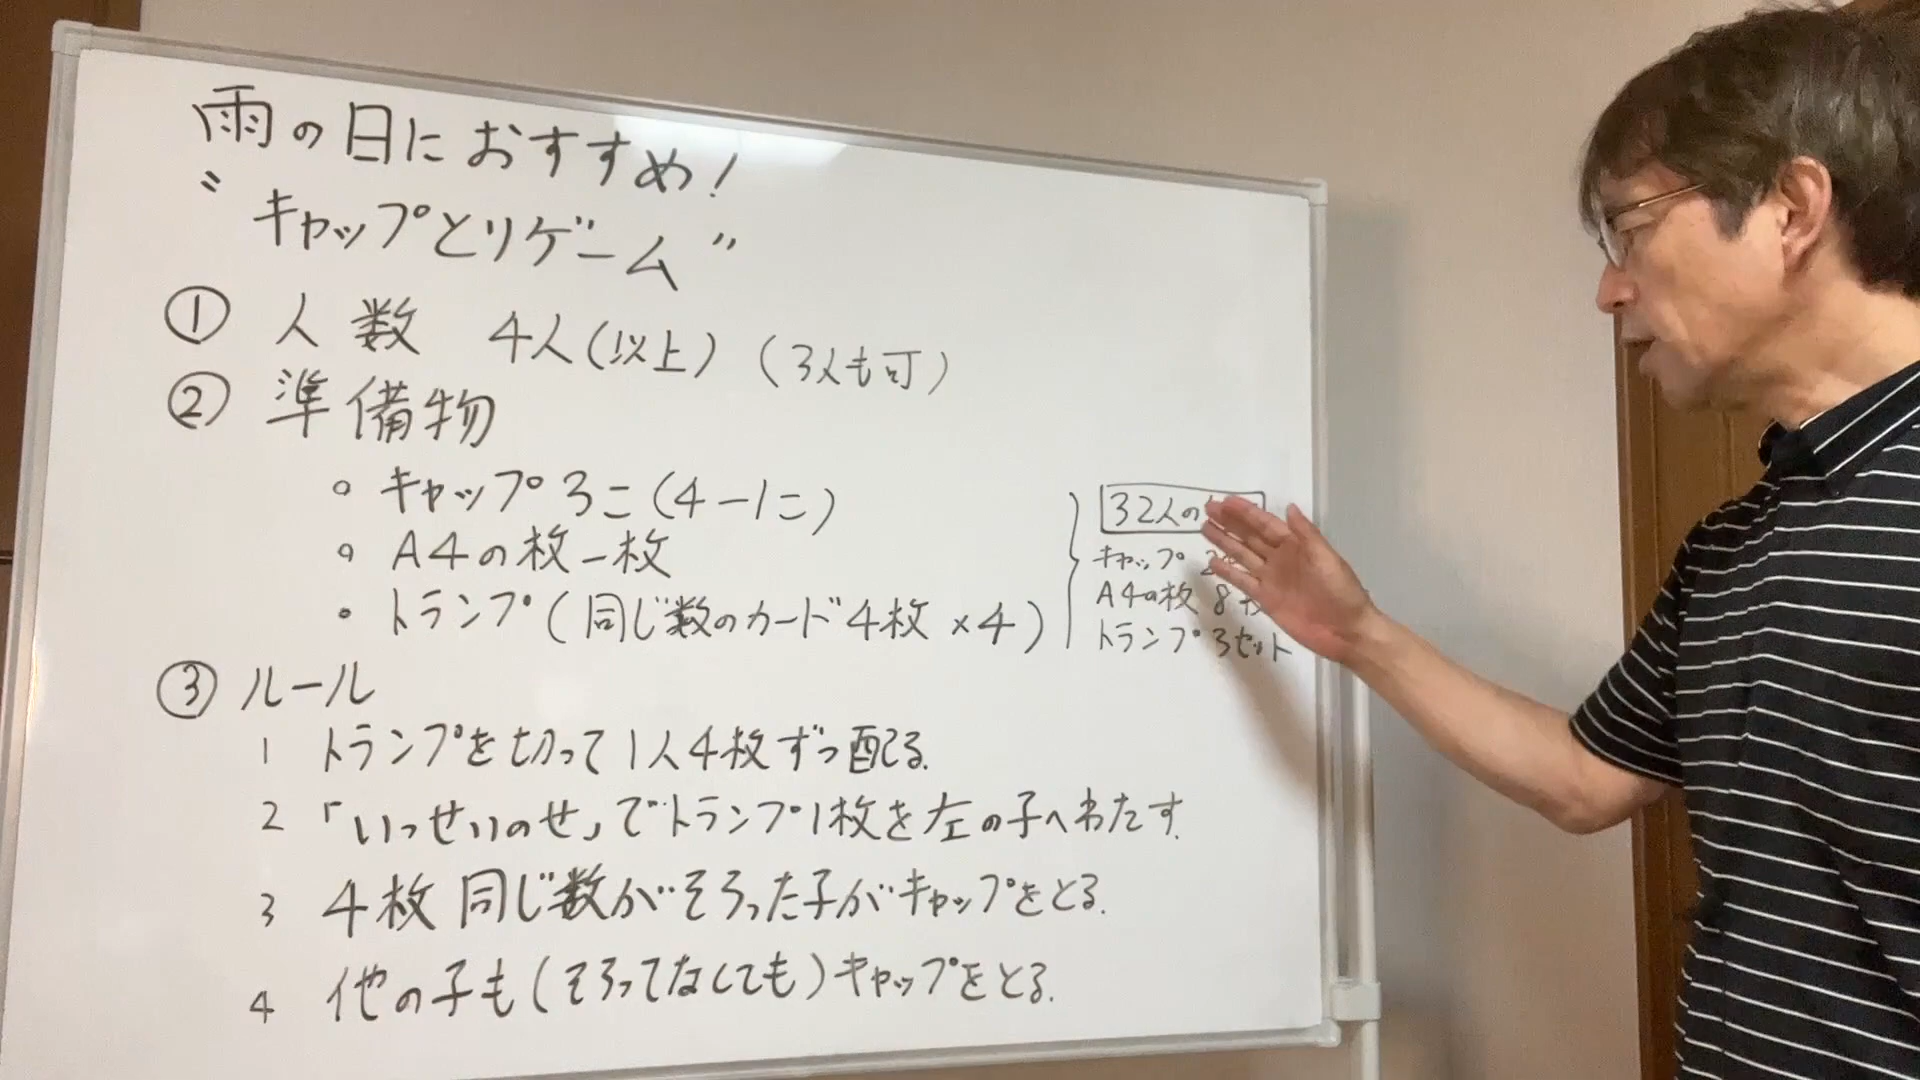 雨の日におすすめ!
〝キャップとりゲーム〟
① 人数 4人(以上) (3人も可)
② 準備物
○ キャップ3こ(4-1こ)
○ A4の枚一枚
○ トランプ(同じ数のカード4枚×4)
32人の
キャップ 2
A4の枚 8
トランプ 3セット
③ ルール
1 トランプを切って1人4枚ずつ配る.
2 「いっせいのせ」でトランプ1枚を左の子へわたす.
3 4枚同じ数がそろった子がキャップをとる.
4 他の子も(そろってなくても)キャップをとる.